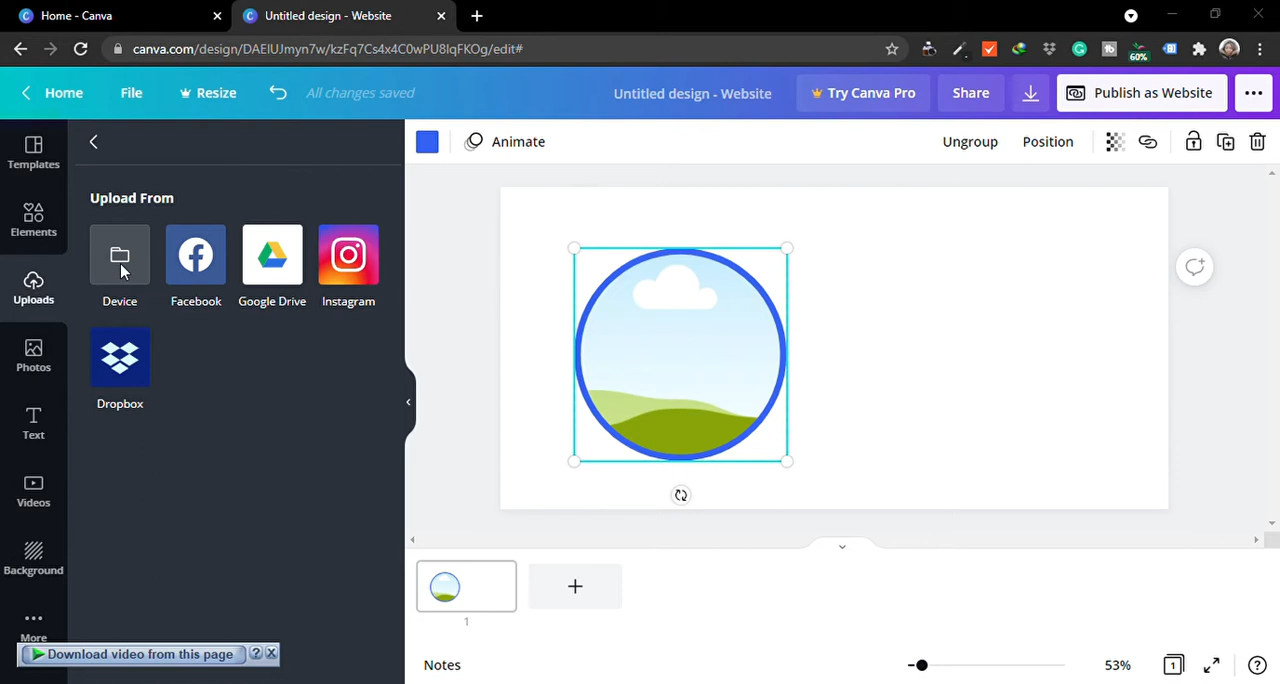 Home - Canva
Untitled design - Website
canva.com/design/DAEIUJmyn7w/kzFq7Cs4x4C0wPU8IqFKOg/edit#
60%
Home
File
Resize
All changes saved
Untitled design - Website
Try Canva Pro
Share
Publish as Website
Templates
Elements
Uploads
Photos
Text
Videos
Background
More
Upload From
Device
Facebook
Google Drive
Instagram
Dropbox
Animate
Ungroup
Position
1
Download video from this page
Notes
53%
1